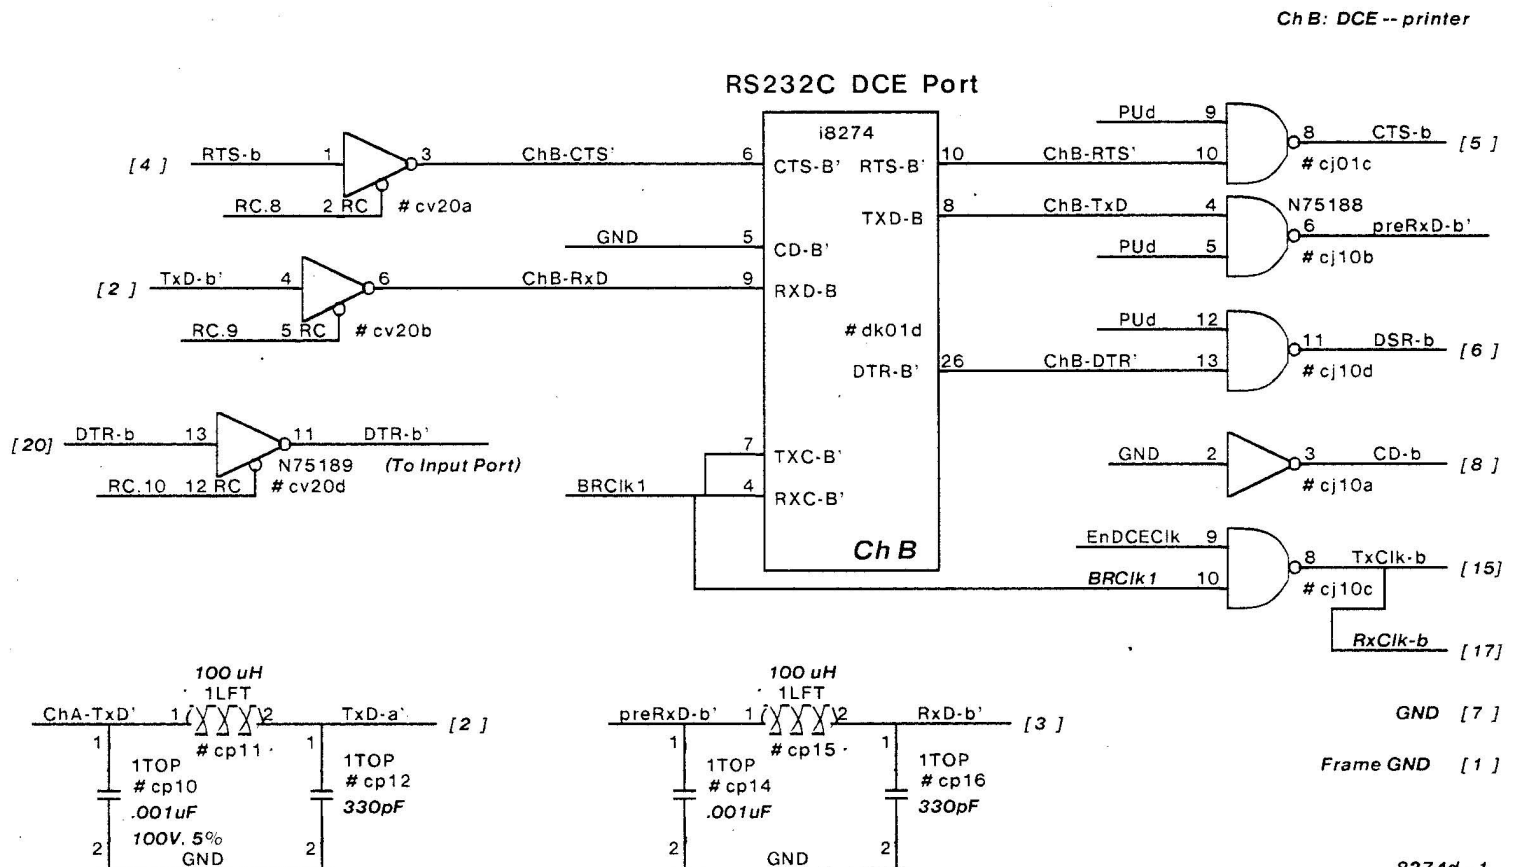 Ch B: DCE -- printer
RS232C DCE Port
i8274
[4] RTS-b 1 3 ChB-CTS' 6 CTS-B' RTS-B' 10 ChB-RTS'
PUd 9 8 CTS-b [5]
10 #cj01c
RC.8 2 RC #cv20a
TXD-B 8 ChB-TxD 4 N75188
6 preRxD-b'
PUd 5 #cj10b
GND 5 CD-B'
[2] TxD-b' 4 6 ChB-RxD 9 RXD-B
RC.9 5 RC #cv20b
#dk01d
PUd 12 11 DSR-b [6]
DTR-B' 26 ChB-DTR' 13 #cj10d
[20] DTR-b 13 11 DTR-b'
N75189 (To Input Port)
RC.10 12 RC #cv20d
7 TXC-B'
BRClk1 4 RXC-B'
Ch B
GND 2 3 CD-b [8]
#cj10a
EnDCEClk 9 8 TxClk-b [15]
BRClk1 10 #cj10c
RxClk-b [17]
100 uH
1LFT
ChA-TxD' 1 2 TxD-a' [2]
#cp11
1 1TOP
#cp10
.001uF
100V. 5%
2 GND
1 1TOP
#cp12
330pF
2
100 uH
1LFT
preRxD-b' 1 2 RxD-b' [3]
#cp15
1 1TOP
#cp14
.001uF
2 GND
1 1TOP
#cp16
330pF
2
GND [7]
Frame GND [1]
8274d-1